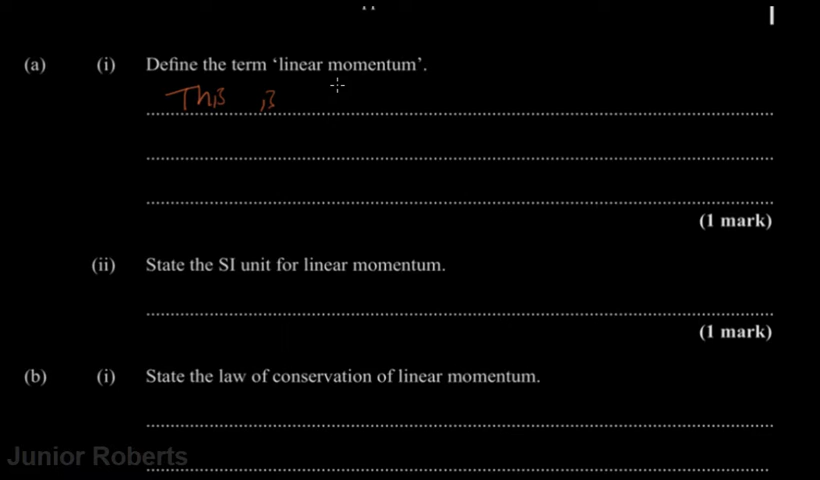 (a) (i) Define the term ‘linear momentum’.
This is
(1 mark)
(ii) State the SI unit for linear momentum.
(1 mark)
(b) (i) State the law of conservation of linear momentum.
Junior Roberts